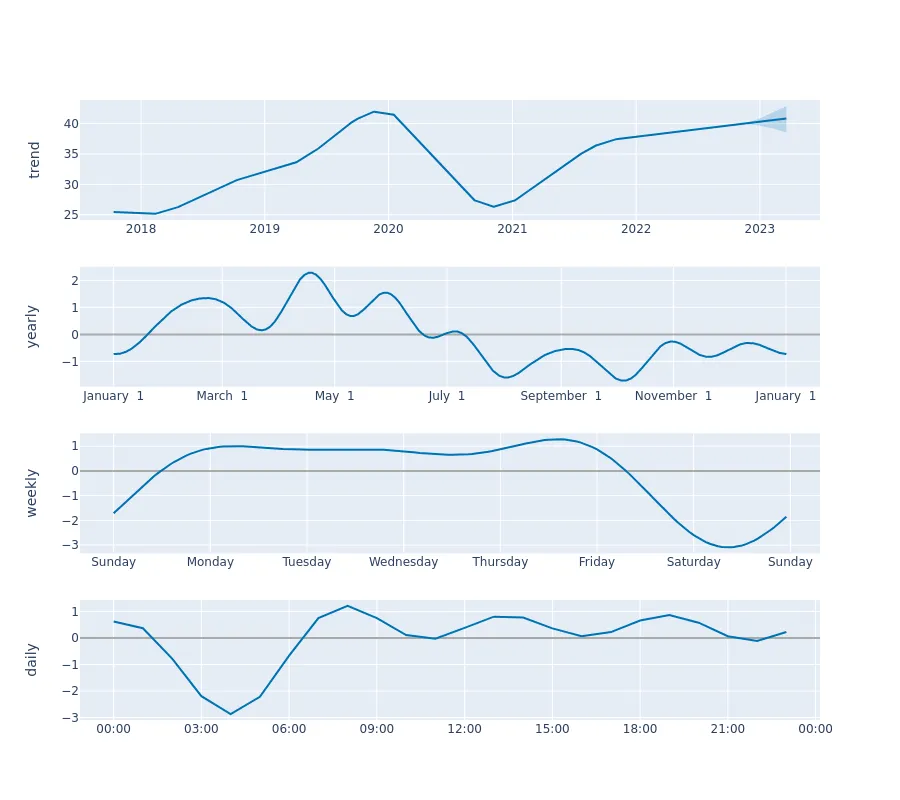 trend
40
35
30
25
2018 2019 2020 2021 2022 2023
yearly
2
1
0
−1
January 1 March 1 May 1 July 1 September 1 November 1 January 1
weekly
1
0
−1
−2
−3
Sunday Monday Tuesday Wednesday Thursday Friday Saturday Sunday
daily
1
0
−1
−2
−3
00:00 03:00 06:00 09:00 12:00 15:00 18:00 21:00 00:00